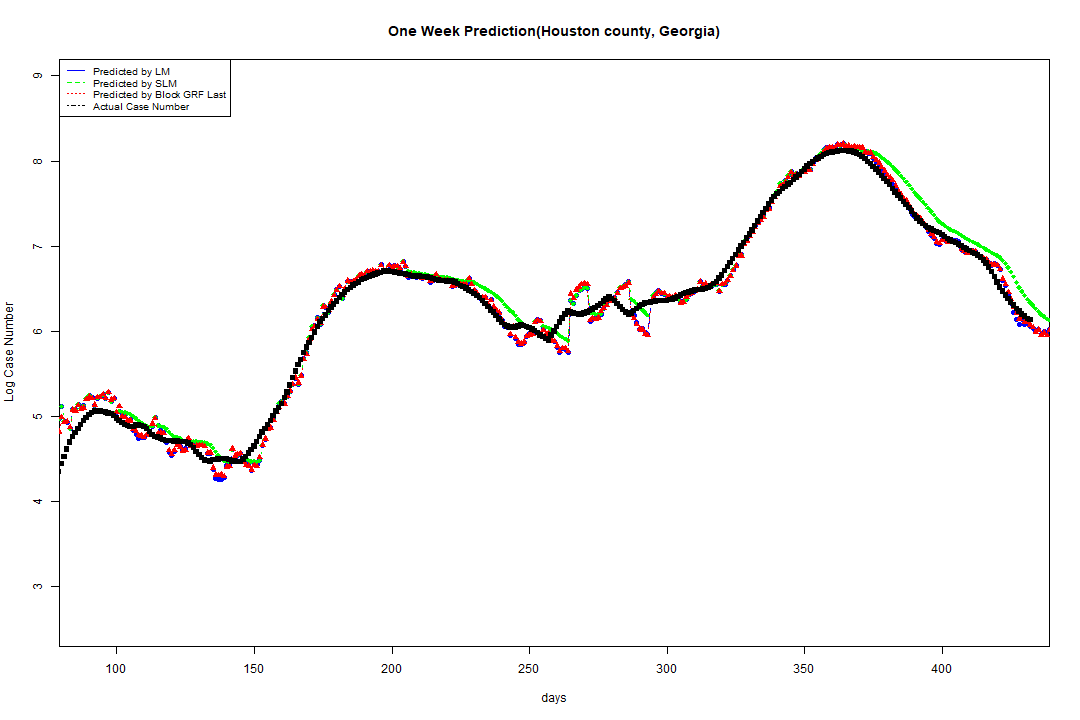 One Week Prediction(Houston county, Georgia)
Predicted by LM
Predicted by SLM
Predicted by Block GRF Last
Actual Case Number
9
8
7
6
5
4
3
Log Case Number
100 150 200 250 300 350 400
days